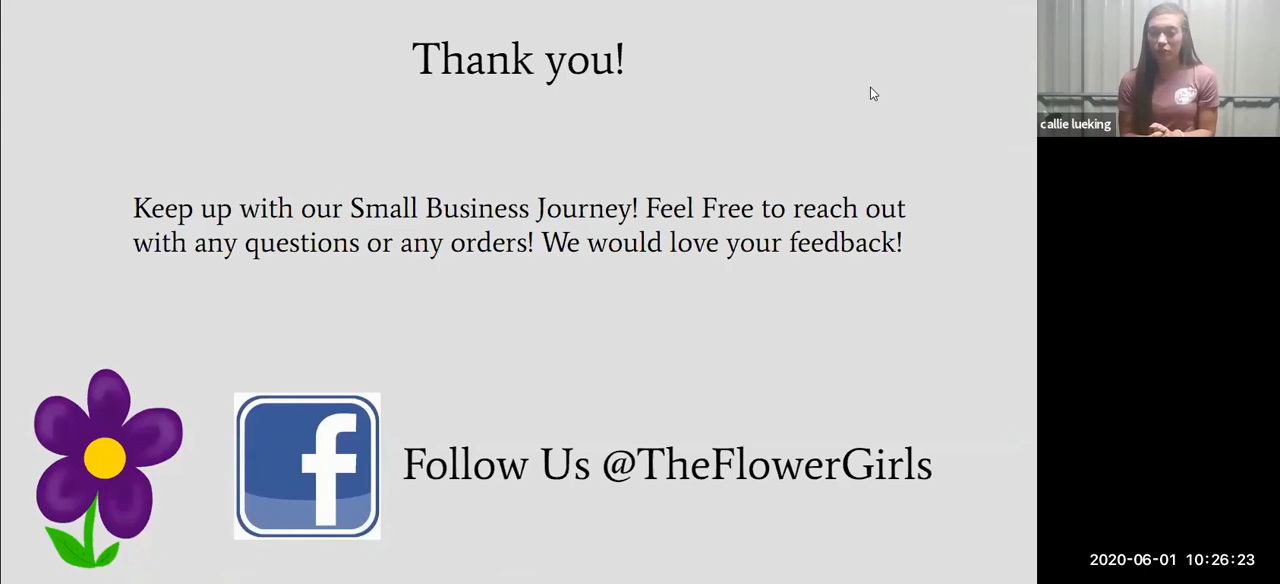 Thank you!
Keep up with our Small Business Journey! Feel Free to reach out
with any questions or any orders! We would love your feedback!
f
Follow Us @TheFlowerGirls
callie lueking
2020-06-01 10:26:23